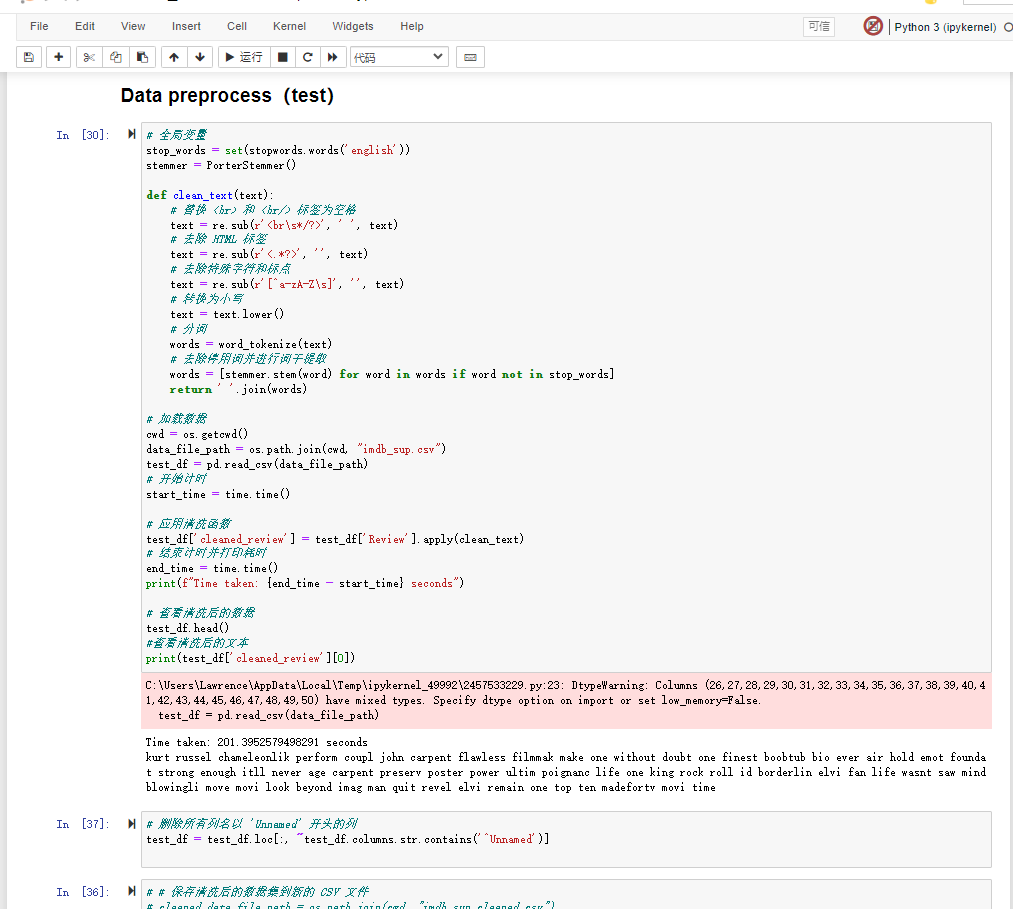 File Edit View Insert Cell Kernel Widgets Help 可信 Python 3 (ipykernel)
运行 代码
Data preprocess（test）
In [30]:
# 全局变量
stop_words = set(stopwords.words('english'))
stemmer = PorterStemmer()
def clean_text(text):
# 替换 <br> 和 <br/> 标签为空格
text = re.sub(r'<br\s*/?>', ' ', text)
# 去除 HTML 标签
text = re.sub(r'<.*?>', '', text)
# 去除特殊字符和标点
text = re.sub(r'[^a-zA-Z\s]', '', text)
# 转换为小写
text = text.lower()
# 分词
words = word_tokenize(text)
# 去除停用词并进行词干提取
words = [stemmer.stem(word) for word in words if word not in stop_words]
return ' '.join(words)
# 加载数据
cwd = os.getcwd()
data_file_path = os.path.join(cwd, "imdb_sup.csv")
test_df = pd.read_csv(data_file_path)
# 开始计时
start_time = time.time()
# 应用清洗函数
test_df['cleaned_review'] = test_df['Review'].apply(clean_text)
# 结束计时并打印耗时
end_time = time.time()
print(f"Time taken: {end_time - start_time} seconds")
# 查看清洗后的数据
test_df.head()
#查看清洗后的文本
print(test_df['cleaned_review'][0])
C:\Users\Lawrence\AppData\Local\Temp\ipykernel_49992\2457533229.py:23: DtypeWarning: Columns (26,27,28,29,30,31,32,33,34,35,36,37,38,39,40,4
1,42,43,44,45,46,47,48,49,50) have mixed types. Specify dtype option on import or set low_memory=False.
test_df = pd.read_csv(data_file_path)
Time taken: 201.3952579498291 seconds
kurt russel chameleonlik perform coupl john carpent flawless filmmak make one without doubt one finest boobtub bio ever air hold emot founda
t strong enough itll never age carpent preserv poster power ultim poignanc life one king rock roll id borderlin elvi fan life wasnt saw mind
blowingli move movi look beyond imag man quit revel elvi remain one top ten madefortv movi time
In [37]:
# 删除所有列名以 'Unnamed' 开头的列
test_df = test_df.loc[:, ~test_df.columns.str.contains('^Unnamed')]
In [36]:
# # 保存清洗后的数据集到新的 CSV 文件
# cleaned_data_file_path = os.path.join(cwd, "imdb_sup_cleaned.csv")